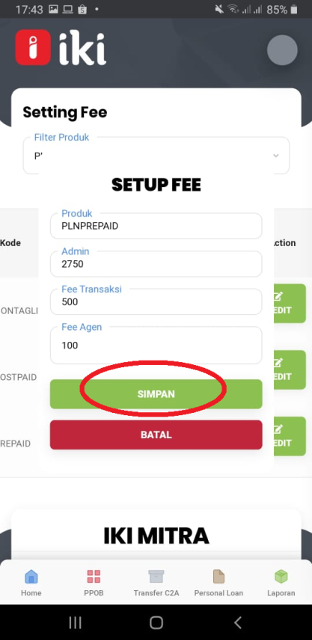 17:43
85%
iki
Setting Fee
Filter Produk
SETUP FEE
Produk
PLNPREPAID
Kode
ction
Admin
2750
Fee Transaksi
500
ONTAGLI
EDIT
Fee Agen
100
OSTPAID
EDIT
SIMPAN
REPAID
EDIT
BATAL
IKI MITRA
Home
PPOB
Transfer C2A
Personal Loan
Laporan